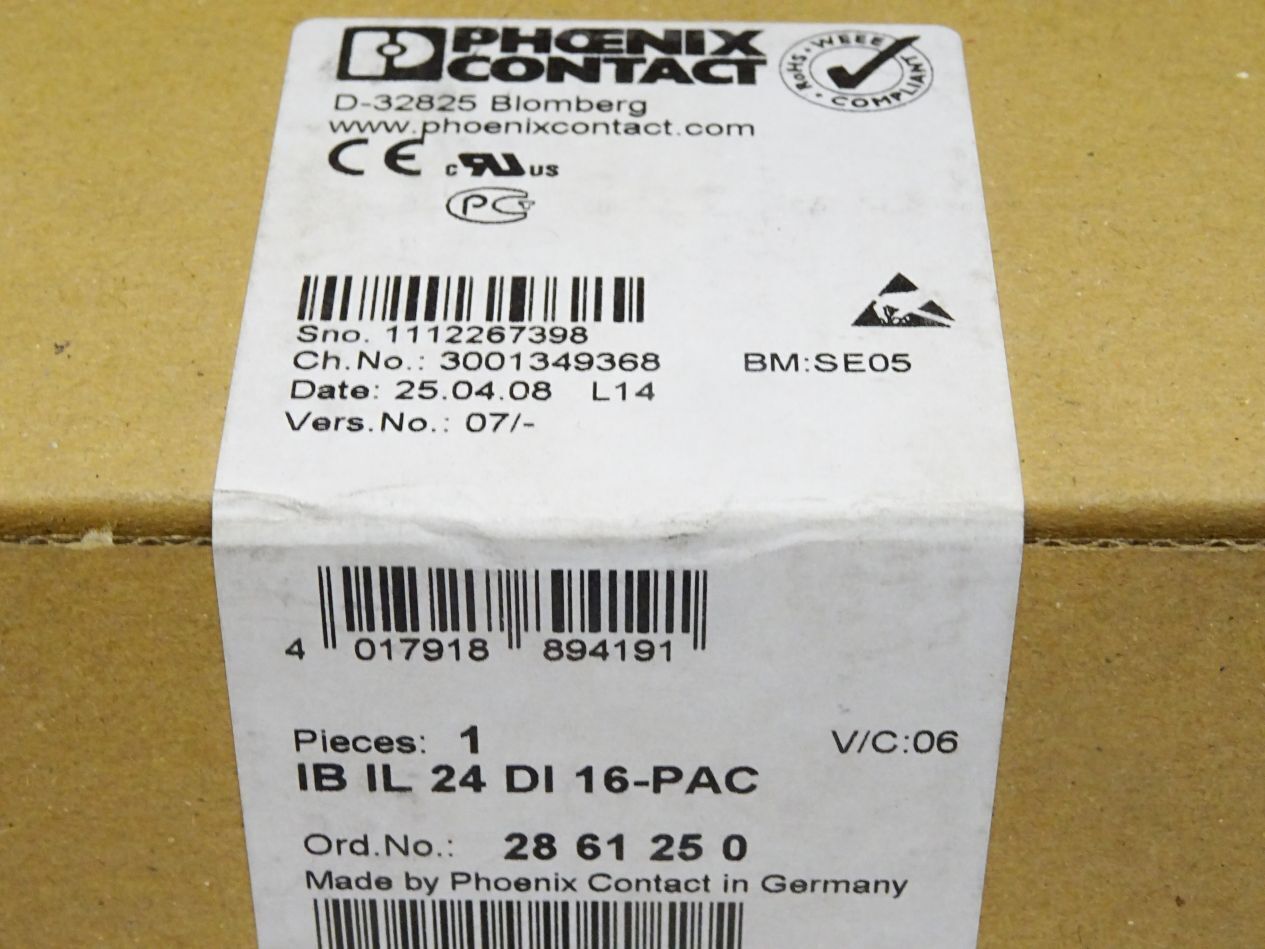 PHŒNIX
CONTACT
WEEE · COMPLIANT · RoHS
D-32825 Blomberg
www.phoenixcontact.com
CE c RU US
PC
Sno. 1112267398
Ch.No.: 3001349368 BM:SE05
Date: 25.04.08 L14
Vers.No.: 07/-
4 017918 894191
Pieces: 1 V/C:06
IB IL 24 DI 16-PAC
Ord.No.: 28 61 25 0
Made by Phoenix Contact in Germany